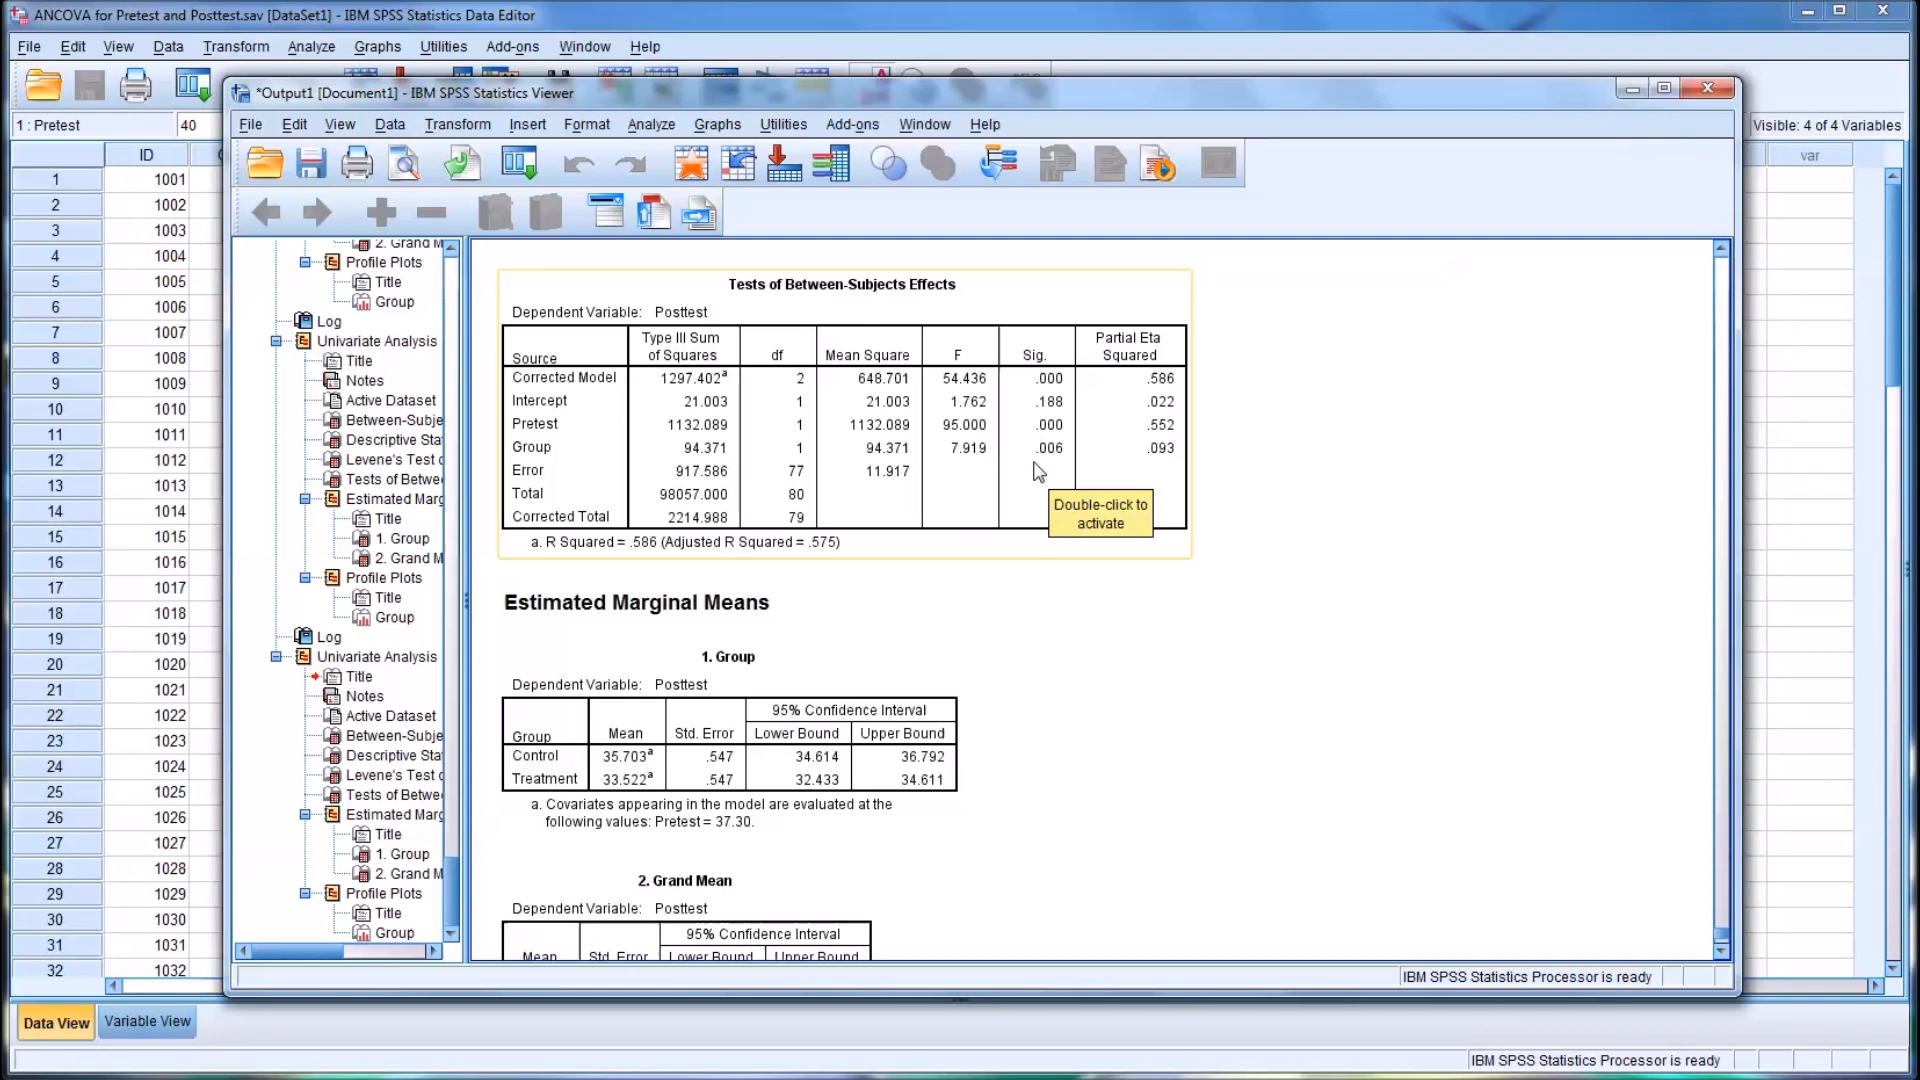 ANCOVA for Pretest and Posttest.sav [DataSet1] - IBM SPSS Statistics Data Editor
File Edit View Data Transform Analyze Graphs Utilities Add-ons Window Help
*Output1 [Document1] - IBM SPSS Statistics Viewer
1 : Pretest 40 Visible: 4 of 4 Variables
File Edit View Data Transform Insert Format Analyze Graphs Utilities Add-ons Window Help
ID var
1 1001
2 1002
3 1003
4 1004
5 1005
6 1006
7 1007
8 1008
9 1009
10 1010
11 1011
12 1012
13 1013
14 1014
15 1015
16 1016
17 1017
18 1018
19 1019
20 1020
21 1021
22 1022
23 1023
24 1024
25 1025
26 1026
27 1027
28 1028
29 1029
30 1030
31 1031
32 1032
2. Grand M
Profile Plots
Title
Group
Log
Univariate Analysis
Title
Notes
Active Dataset
Between-Subje
Descriptive Sta
Levene's Test o
Tests of Betwe
Estimated Marg
Title
1. Group
2. Grand M
Profile Plots
Title
Group
Log
Univariate Analysis
Title
Notes
Active Dataset
Between-Subje
Descriptive Sta
Levene's Test o
Tests of Betwe
Estimated Marg
Title
1. Group
2. Grand M
Profile Plots
Title
Group
Tests of Between-Subjects Effects
Dependent Variable: Posttest
Source Type III Sum of Squares df Mean Square F Sig. Partial Eta Squared
Corrected Model 1297.402a 2 648.701 54.436 .000 .586
Intercept 21.003 1 21.003 1.762 .188 .022
Pretest 1132.089 1 1132.089 95.000 .000 .552
Group 94.371 1 94.371 7.919 .006 .093
Error 917.586 77 11.917
Total 98057.000 80
Corrected Total 2214.988 79
Double-click to
activate
a. R Squared = .586 (Adjusted R Squared = .575)
Estimated Marginal Means
1. Group
Dependent Variable: Posttest
95% Confidence Interval
Group Mean Std. Error Lower Bound Upper Bound
Control 35.703a .547 34.614 36.792
Treatment 33.522a .547 32.433 34.611
a. Covariates appearing in the model are evaluated at the
following values: Pretest = 37.30.
2. Grand Mean
Dependent Variable: Posttest
95% Confidence Interval
Mean Std. Error Lower Bound Upper Bound
IBM SPSS Statistics Processor is ready
Data View Variable View
IBM SPSS Statistics Processor is ready